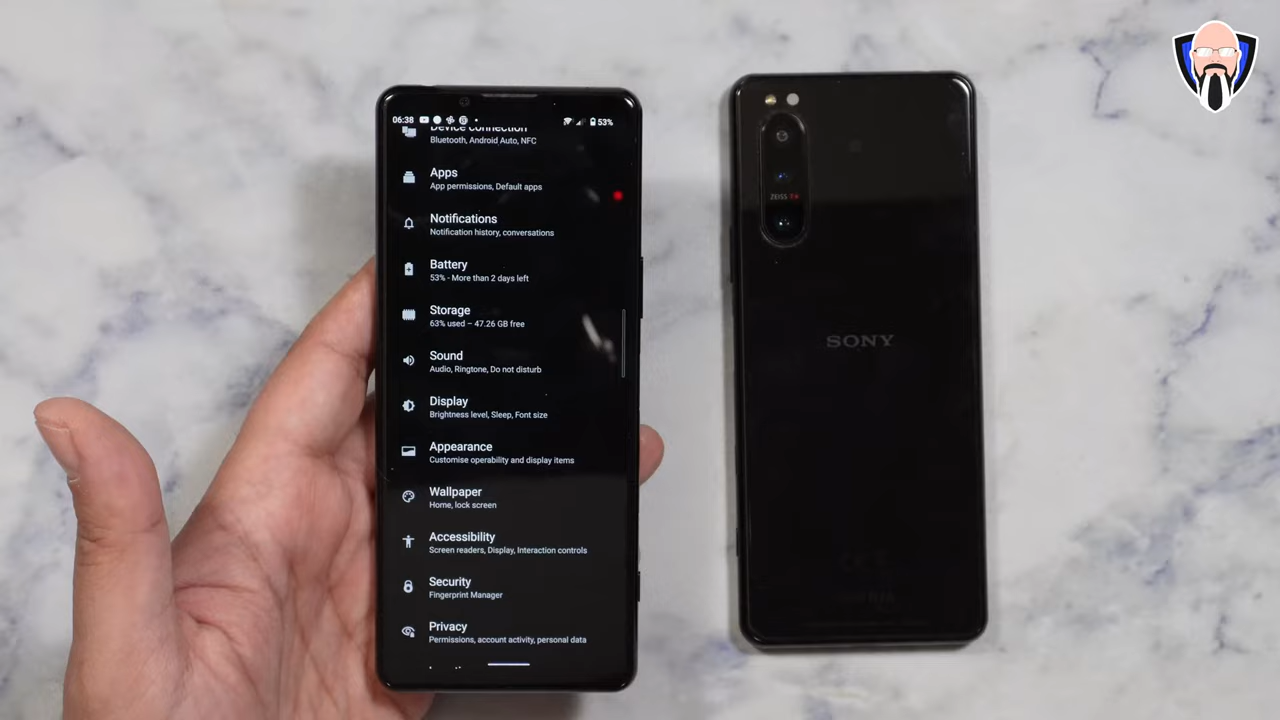 06:38
53%
Device connection
Bluetooth, Android Auto, NFC
Apps
App permissions, Default apps
Notifications
Notification history, conversations
Battery
53% - More than 2 days left
Storage
63% used – 47.26 GB free
Sound
Audio, Ringtone, Do not disturb
Display
Brightness level, Sleep, Font size
Appearance
Customise operability and display items
Wallpaper
Home, lock screen
Accessibility
Screen readers, Display, Interaction controls
Security
Fingerprint Manager
Privacy
Permissions, account activity, personal data
ZEISS
SONY